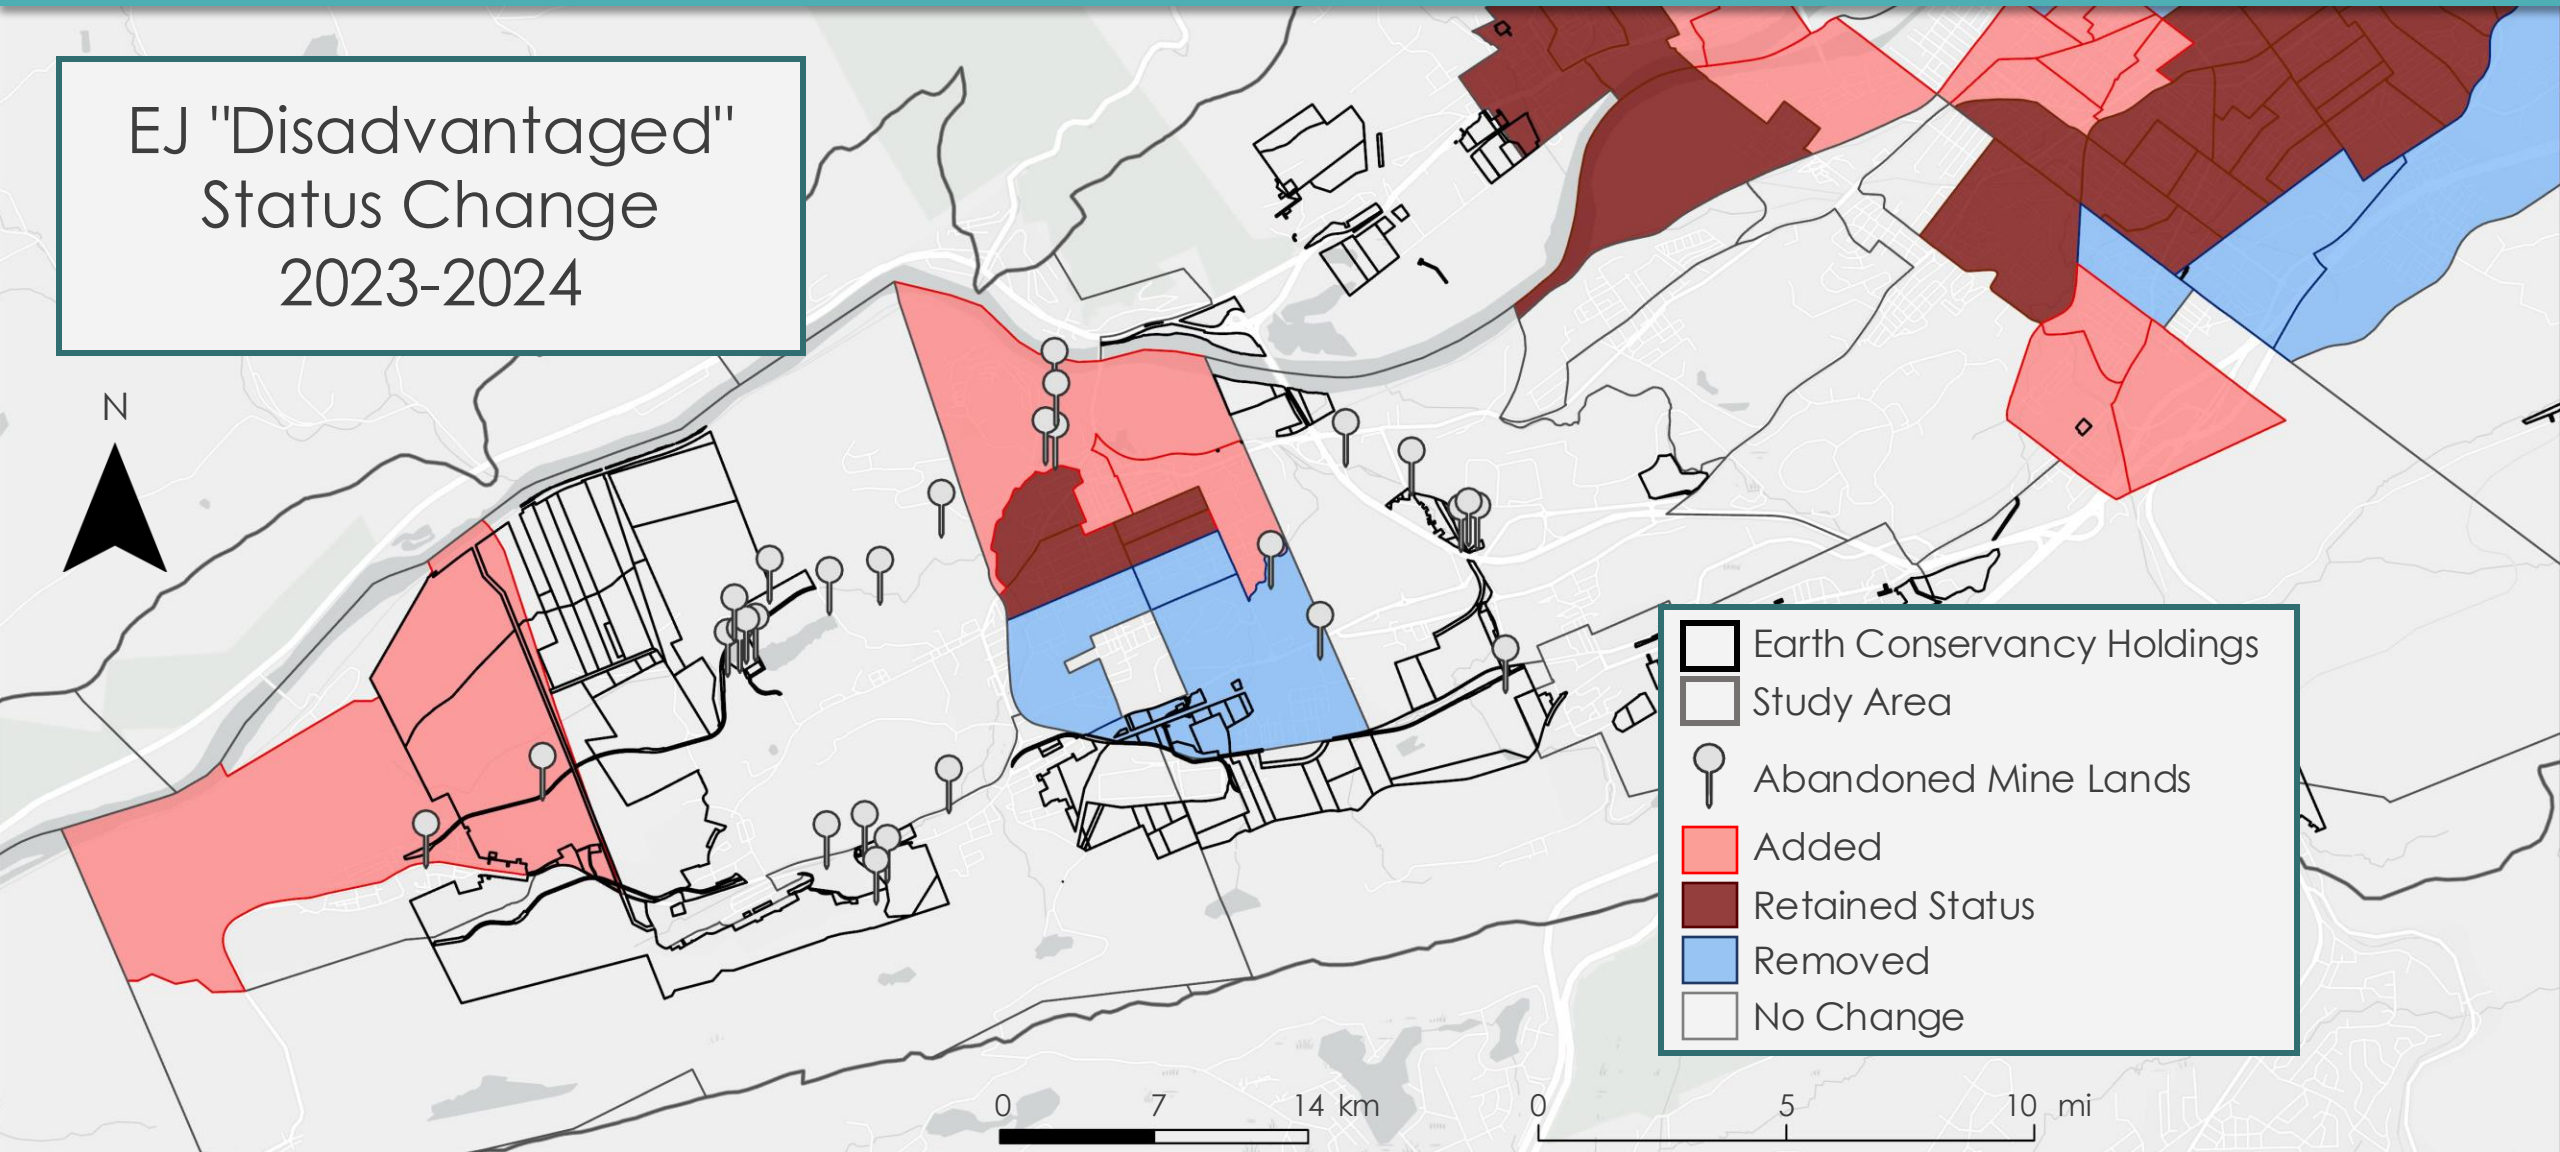 EJ "Disadvantaged"
Status Change
2023-2024
N
Earth Conservancy Holdings
Study Area
Abandoned Mine Lands
Added
Retained Status
Removed
No Change
0 7 14 km
0 5 10 mi